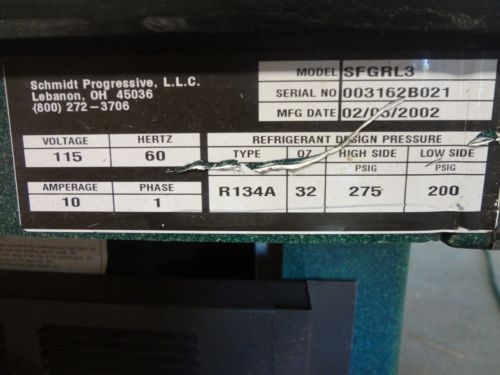 Schmidt Progressive, L.L.C.
Lebanon, OH 45036
(800) 272-3706
MODEL SFGRL3
SERIAL NO 003162B021
MFG DATE 02/05/2002
VOLTAGE HERTZ
115 60
AMPERAGE PHASE
10 1
REFRIGERANT DESIGN PRESSURE
TYPE OZ HIGH SIDE LOW SIDE
PSIG PSIG
R134A 32 275 200